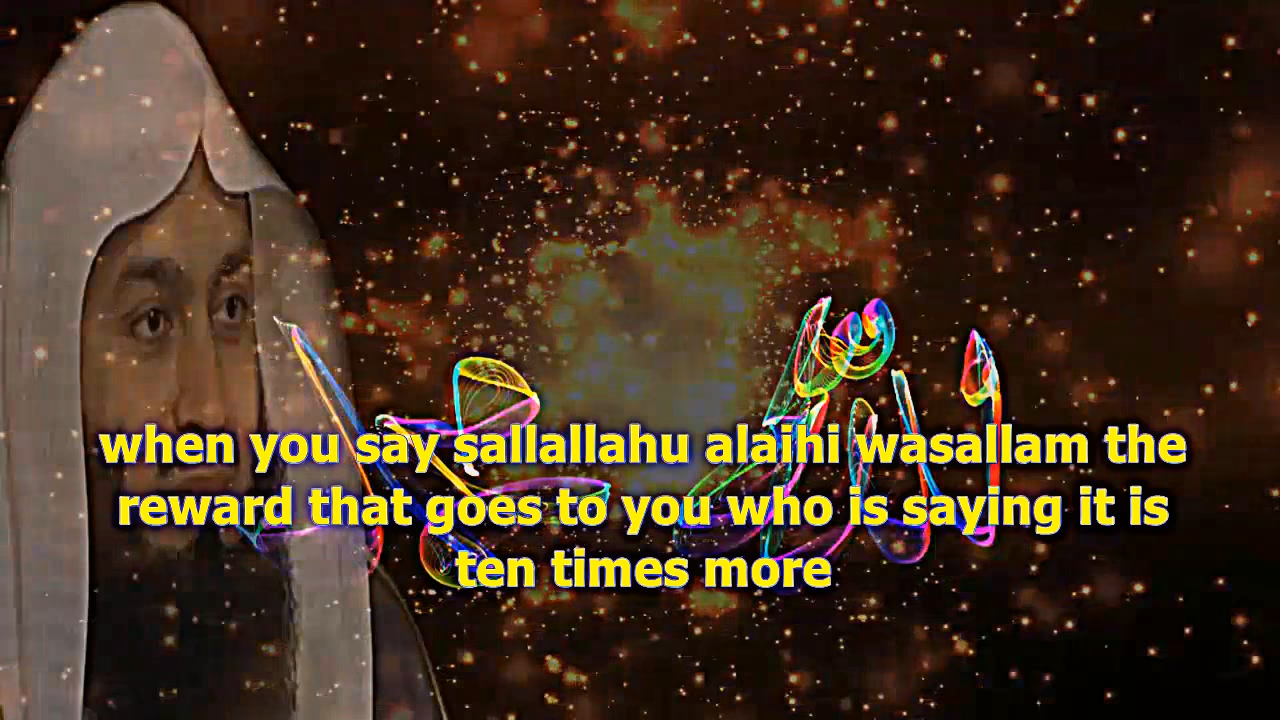 when you say sallallahu alaihi wasallam the
reward that goes to you who is saying it is
ten times more